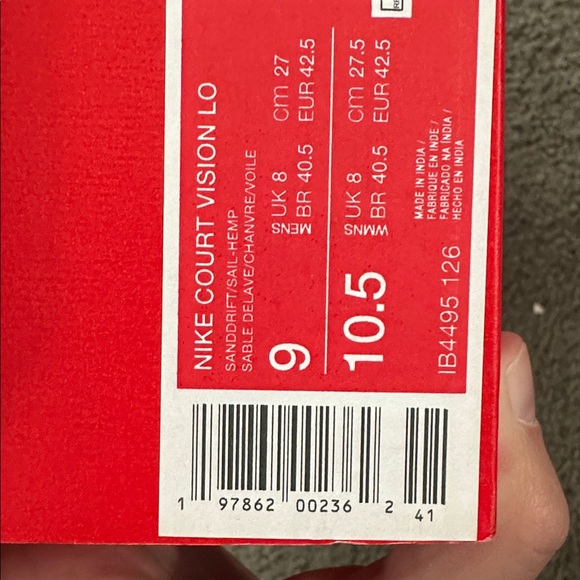 NIKE COURT VISION LO
SANDDRIFT/SAIL-HEMP
SABLE DELAVE/CHANVRE/VOILE
9 MENS UK 8 cm 27
BR 40.5 EUR 42.5
10.5 WMNS UK 8 cm 27.5
BR 40.5 EUR 42.5
MADE IN INDIA /
FABRIQUE EN INDE /
FABRICADO NA ÍNDIA /
HECHO EN INDIA
IB4495 126
1 97862 00236 2 41